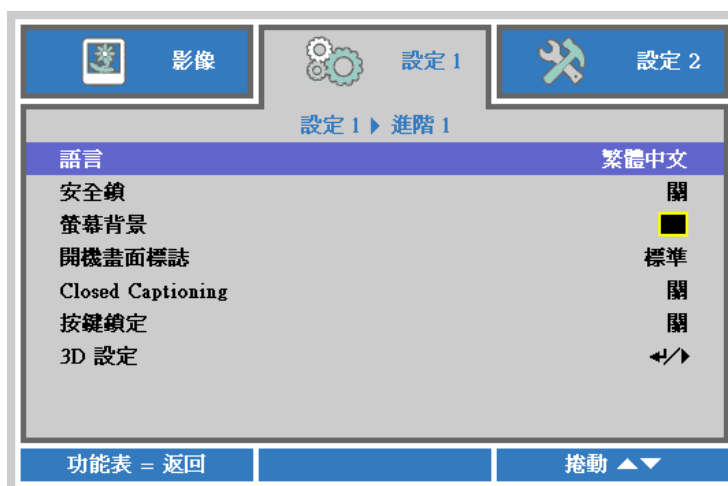 影像 設定 1 設定 2
設定 1 ▶ 進階 1
語言 繁體中文
安全鎖 關
螢幕背景
開機畫面標誌 標準
Closed Captioning 關
按鍵鎖定 關
3D 設定 ↵/▶
功能表 = 返回 捲動 ▲▼